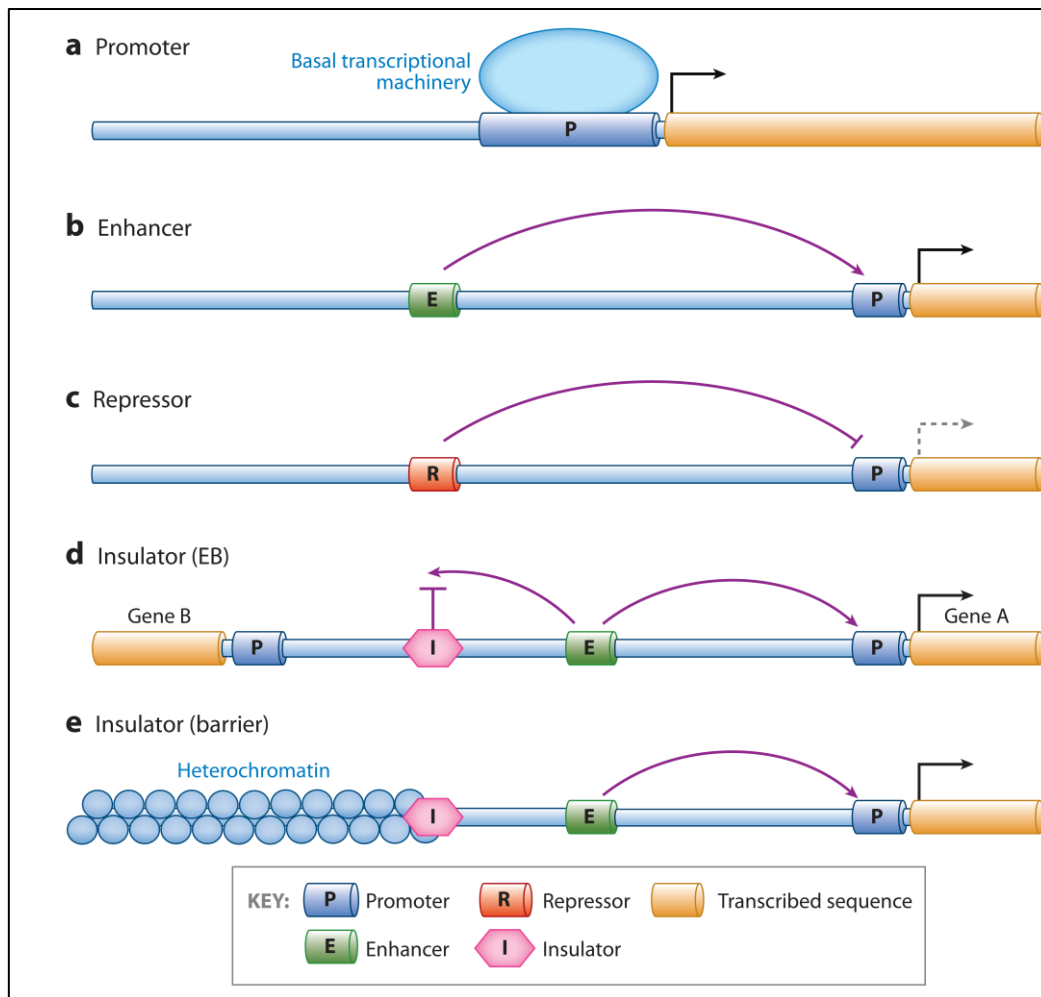 a Promoter
Basal transcriptional
machinery
P
b Enhancer
E
P
c Repressor
R
P
d Insulator (EB)
Gene B
Gene A
P
I
E
P
e Insulator (barrier)
Heterochromatin
I
E
P
KEY: P Promoter R Repressor Transcribed sequence
E Enhancer I Insulator